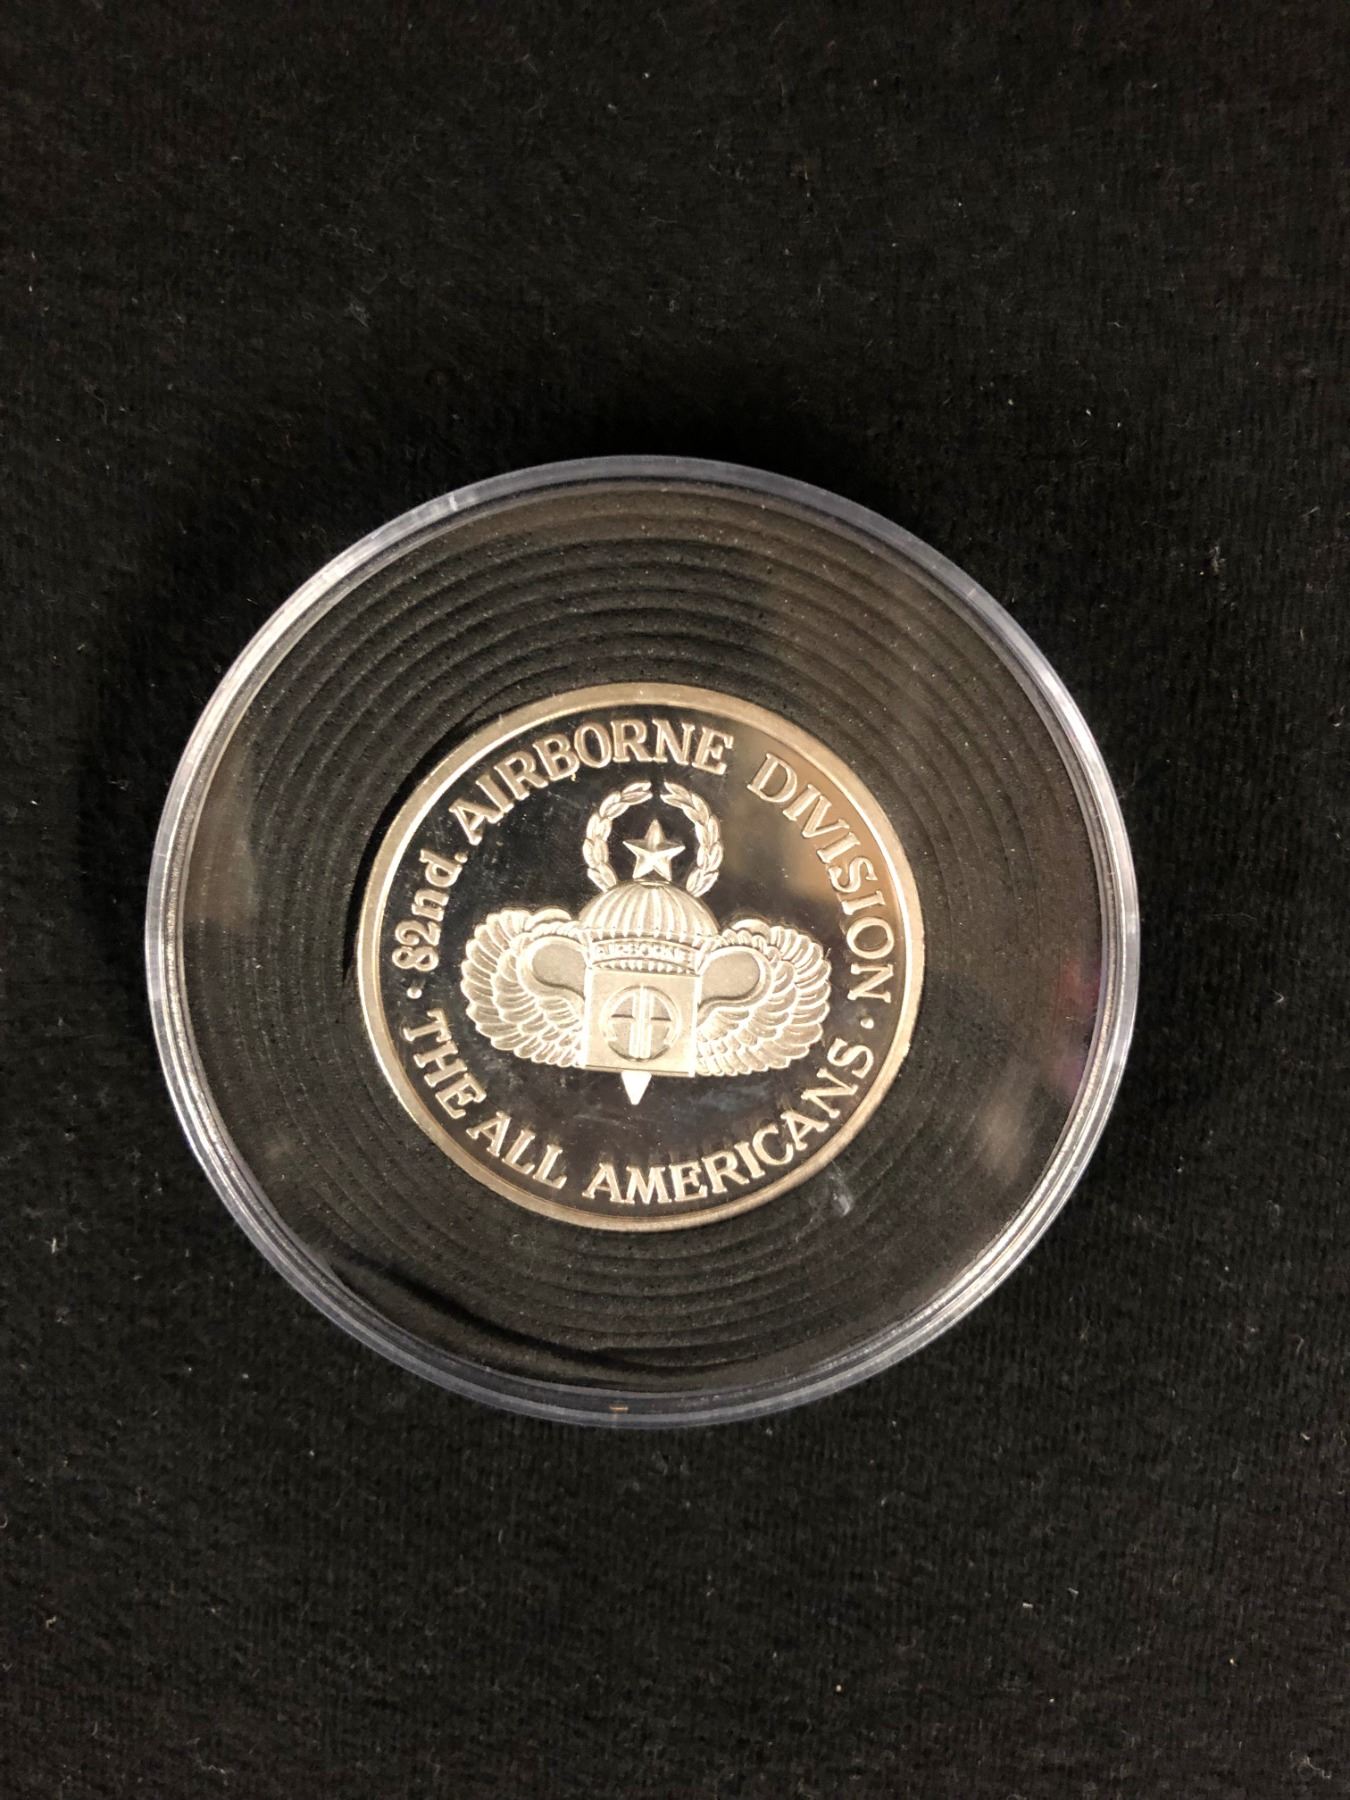 · 82nd. AIRBORNE DIVISION ·
AIRBORNE
THE ALL AMERICANS